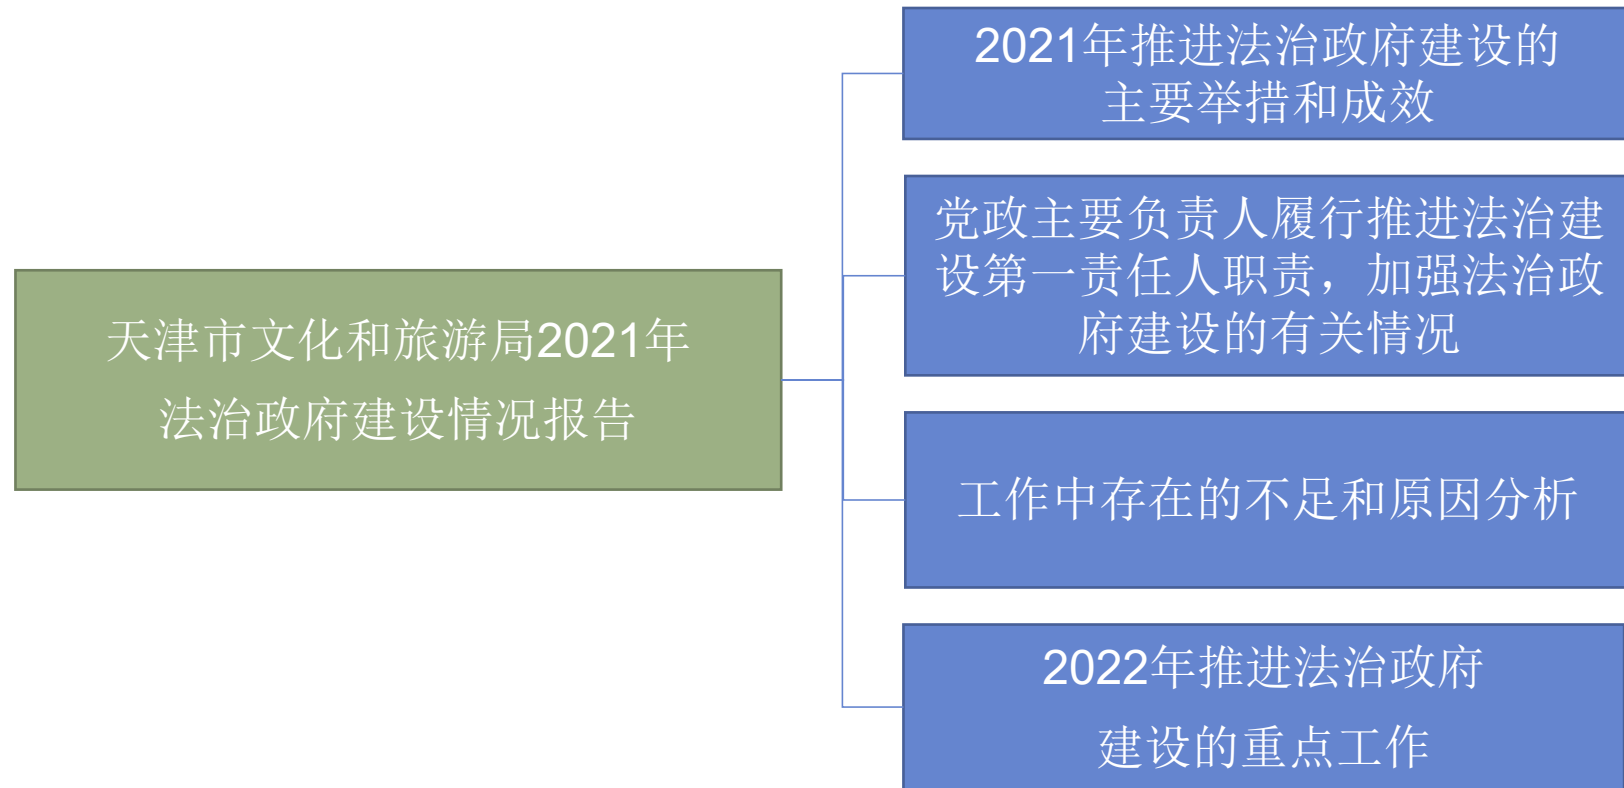 天津市文化和旅游局2021年
法治政府建设情况报告
2021年推进法治政府建设的
主要举措和成效
党政主要负责人履行推进法治建
设第一责任人职责，加强法治政
府建设的有关情况
工作中存在的不足和原因分析
2022年推进法治政府
建设的重点工作